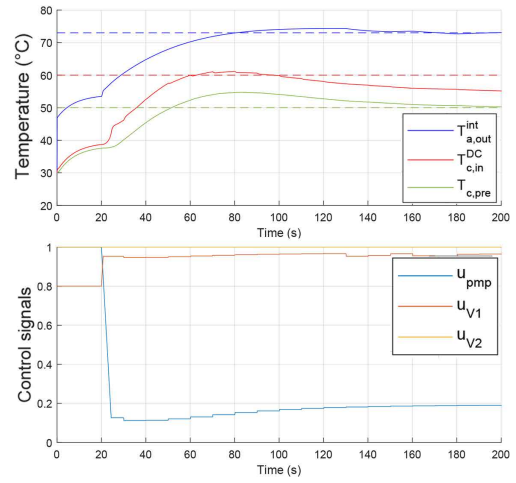 80
70
60
50
40
30
20
Temperature (°C)
0 20 40 60 80 100 120 140 160 180 200
Time (s)
T^int_a,out
T^DC_c,in
T_c,pre
1
0.8
0.6
0.4
0.2
0
Control signals
0 20 40 60 80 100 120 140 160 180 200
Time (s)
u_pmp
u_V1
u_V2